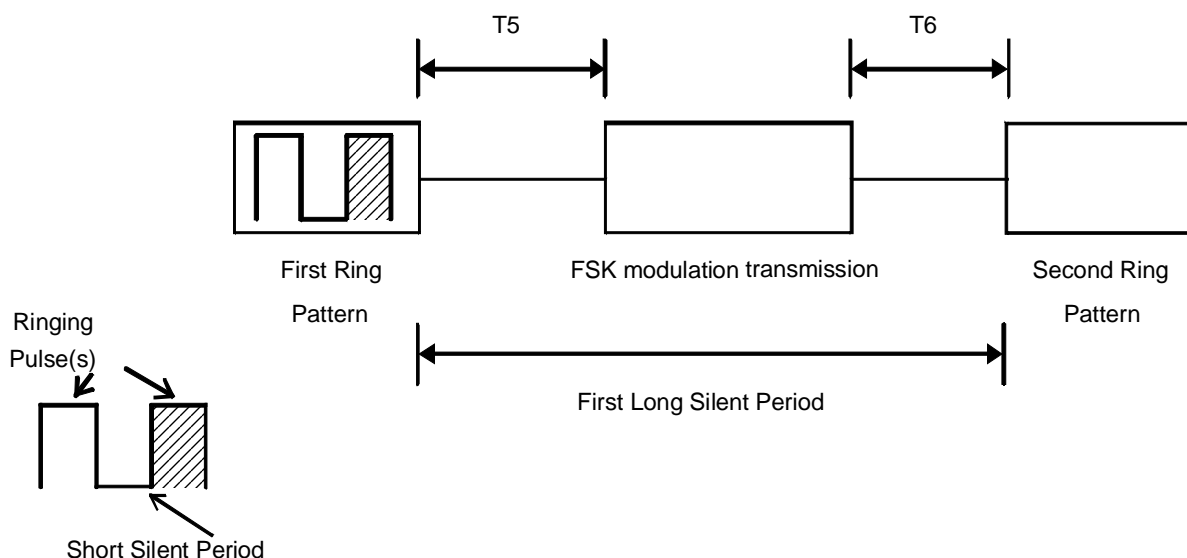 T5
T6
First Ring
Pattern
FSK modulation transmission
Second Ring
Pattern
First Long Silent Period
Ringing
Pulse(s)
Short Silent Period